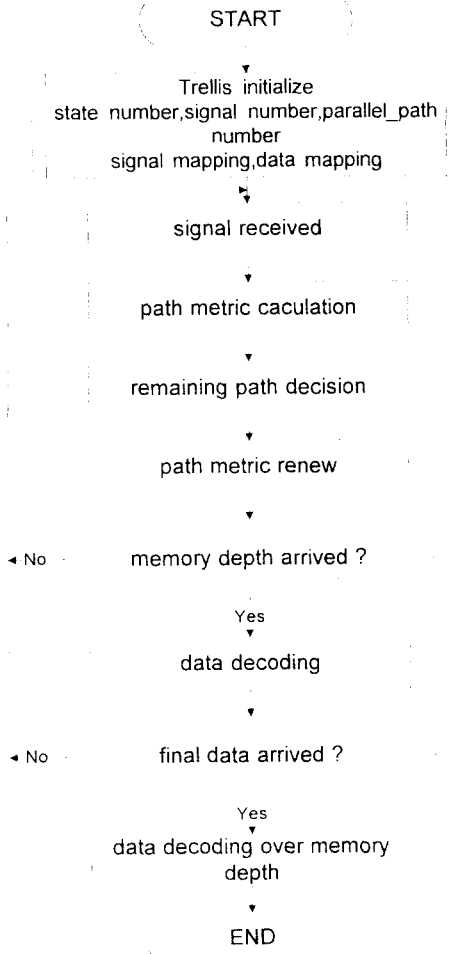 START
Trellis initialize
state number,signal number,parallel_path
number
signal mapping,data mapping
signal received
path metric caculation
remaining path decision
path metric renew
No
memory depth arrived ?
Yes
data decoding
No
final data arrived ?
Yes
data decoding over memory
depth
END